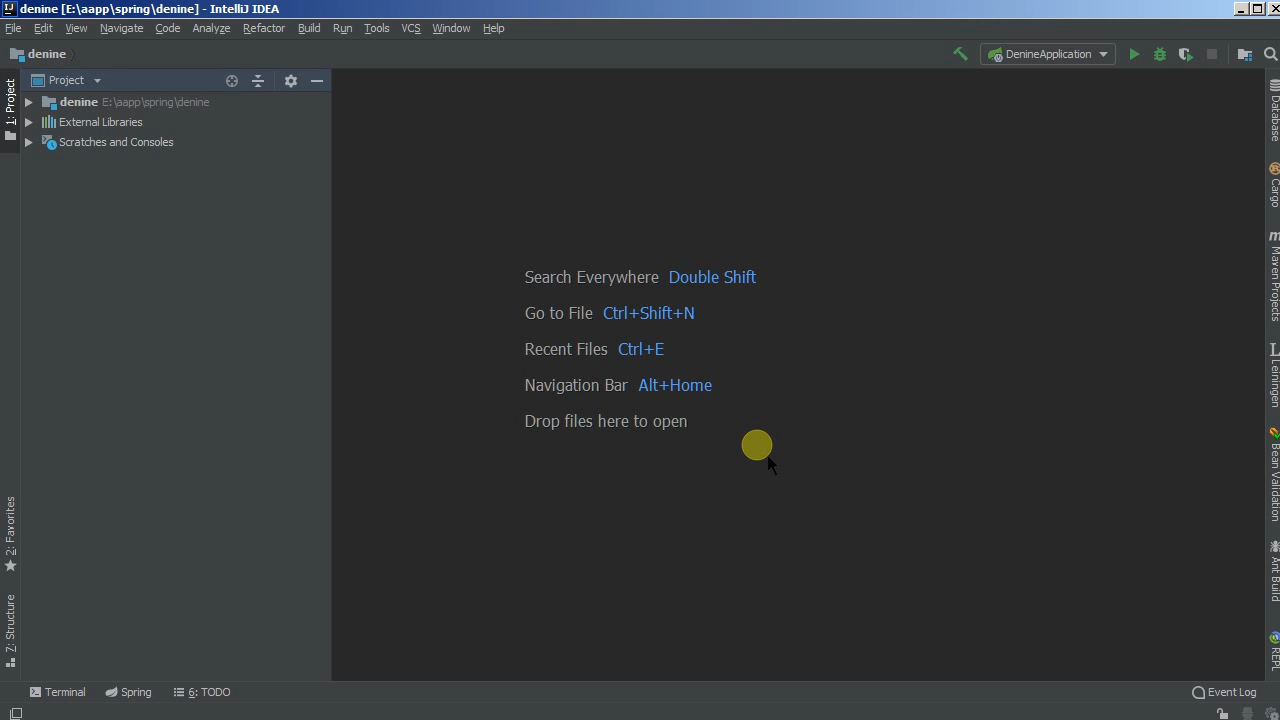 denine [E:\aapp\spring\denine] - IntelliJ IDEA
File Edit View Navigate Code Analyze Refactor Build Run Tools VCS Window Help
denine
DenineApplication
Project
denine E:\aapp\spring\denine
External Libraries
Scratches and Consoles
1: Project
2: Favorites
Z: Structure
Search Everywhere Double Shift
Go to File Ctrl+Shift+N
Recent Files Ctrl+E
Navigation Bar Alt+Home
Drop files here to open
Database
Cargo
Maven Projects
Leiningen
Bean Validation
Ant Build
REPL
Terminal Spring 6: TODO
Event Log